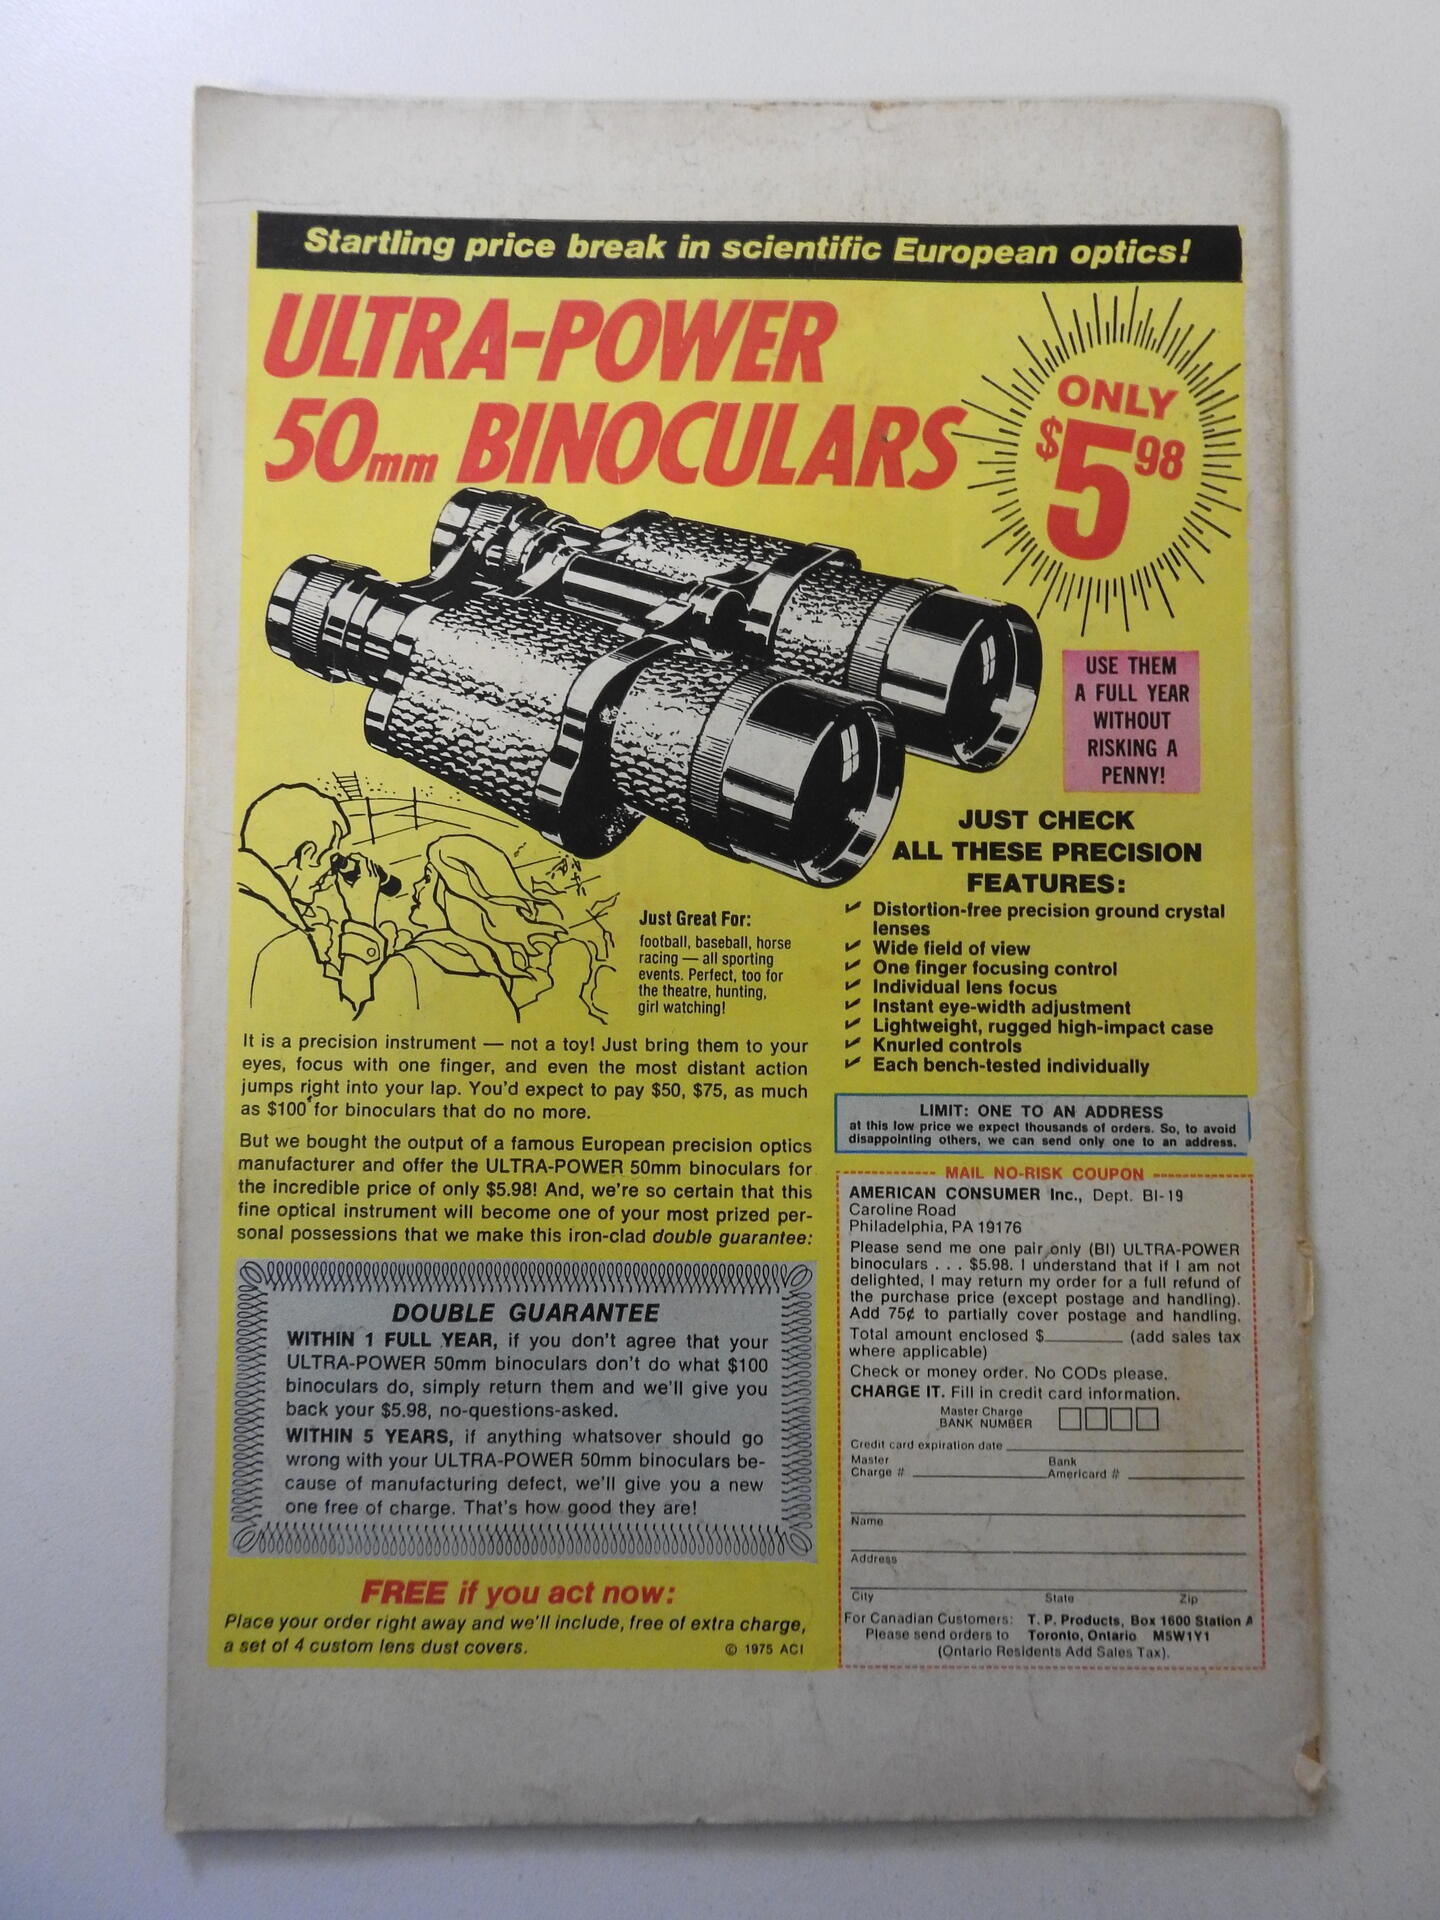 Startling price break in scientific European optics!
ULTRA-POWER
50mm BINOCULARS
ONLY
$5 98
USE THEM
A FULL YEAR
WITHOUT
RISKING A
PENNY!
JUST CHECK
ALL THESE PRECISION
FEATURES:
Distortion-free precision ground crystal
lenses
Wide field of view
One finger focusing control
Individual lens focus
Instant eye-width adjustment
Lightweight, rugged high-impact case
Knurled controls
Each bench-tested individually
Just Great For:
football, baseball, horse
racing — all sporting
events. Perfect, too for
the theatre, hunting,
girl watching!
It is a precision instrument — not a toy! Just bring them to your
eyes, focus with one finger, and even the most distant action
jumps right into your lap. You'd expect to pay $50, $75, as much
as $100 for binoculars that do no more.
But we bought the output of a famous European precision optics
manufacturer and offer the ULTRA-POWER 50mm binoculars for
the incredible price of only $5.98! And, we're so certain that this
fine optical instrument will become one of your most prized per-
sonal possessions that we make this iron-clad double guarantee:
DOUBLE GUARANTEE
WITHIN 1 FULL YEAR, if you don't agree that your
ULTRA-POWER 50mm binoculars don't do what $100
binoculars do, simply return them and we'll give you
back your $5.98, no-questions-asked.
WITHIN 5 YEARS, if anything whatsover should go
wrong with your ULTRA-POWER 50mm binoculars be-
cause of manufacturing defect, we'll give you a new
one free of charge. That's how good they are!
FREE if you act now:
Place your order right away and we'll include, free of extra charge,
a set of 4 custom lens dust covers.
© 1975 ACI
LIMIT: ONE TO AN ADDRESS
at this low price we expect thousands of orders. So, to avoid
disappointing others, we can send only one to an address.
MAIL NO-RISK COUPON
AMERICAN CONSUMER Inc., Dept. BI-19
Caroline Road
Philadelphia, PA 19176
Please send me one pair only (BI) ULTRA-POWER
binoculars . . . $5.98. I understand that if I am not
delighted, I may return my order for a full refund of
the purchase price (except postage and handling).
Add 75¢ to partially cover postage and handling.
Total amount enclosed $________ (add sales tax
where applicable)
Check or money order. No CODs please.
CHARGE IT. Fill in credit card information.
Master Charge
BANK NUMBER
Credit card expiration date
Master Bank
Charge # Americard #
Name
Address
City State Zip
For Canadian Customers: T. P. Products, Box 1600 Station A
Please send orders to Toronto, Ontario M5W1Y1
(Ontario Residents Add Sales Tax).